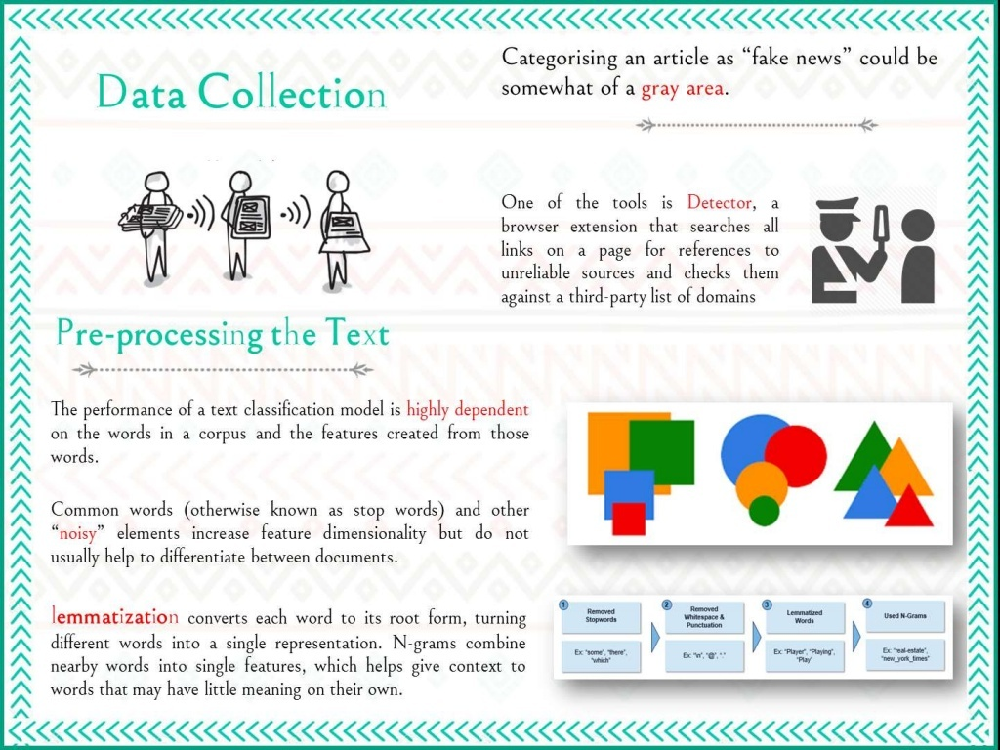 Data Collection
Categorising an article as “fake news” could be
somewhat of a gray area.
One of the tools is Detector, a
browser extension that searches all
links on a page for references to
unreliable sources and checks them
against a third-party list of domains
Pre-processing the Text
The performance of a text classification model is highly dependent
on the words in a corpus and the features created from those
words.
Common words (otherwise known as stop words) and other
“noisy” elements increase feature dimensionality but do not
usually help to differentiate between documents.
lemmatization converts each word to its root form, turning
different words into a single representation. N-grams combine
nearby words into single features, which helps give context to
words that may have little meaning on their own.
1
Removed
Stopwords
Ex: “some”, “there”,
“which”
2
Removed
Whitespace &
Punctuation
Ex: “\n”, “@”, “.”
3
Lemmatized
Words
Ex: “Player”, “Playing”,
“Play”
4
Used N-Grams
Ex: “real-estate”,
“new_york_times”